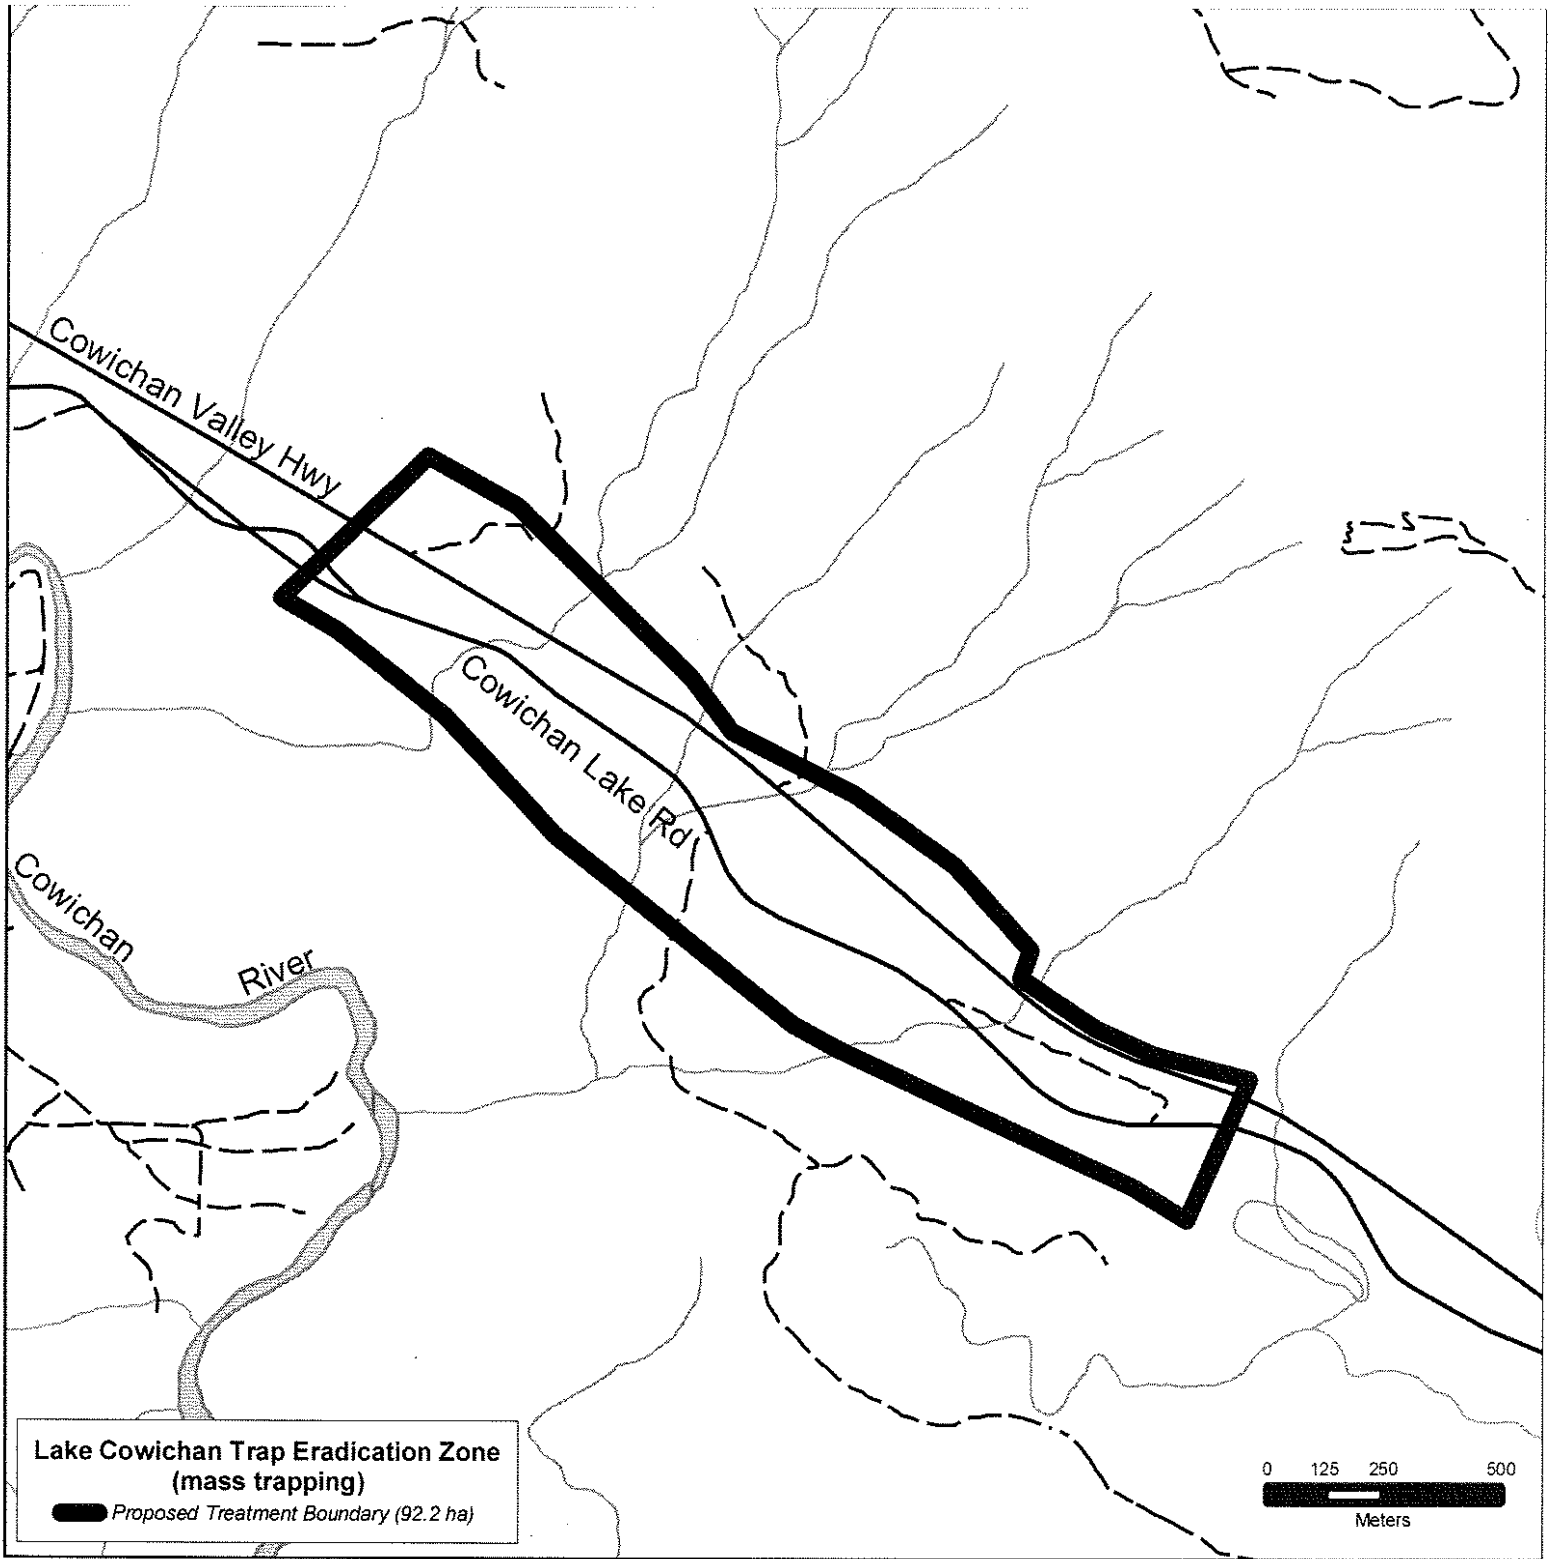 Cowichan Valley Hwy
Cowichan Lake Rd
Cowichan
River
Lake Cowichan Trap Eradication Zone
(mass trapping)
Proposed Treatment Boundary (92.2 ha)
0 125 250 500
Meters